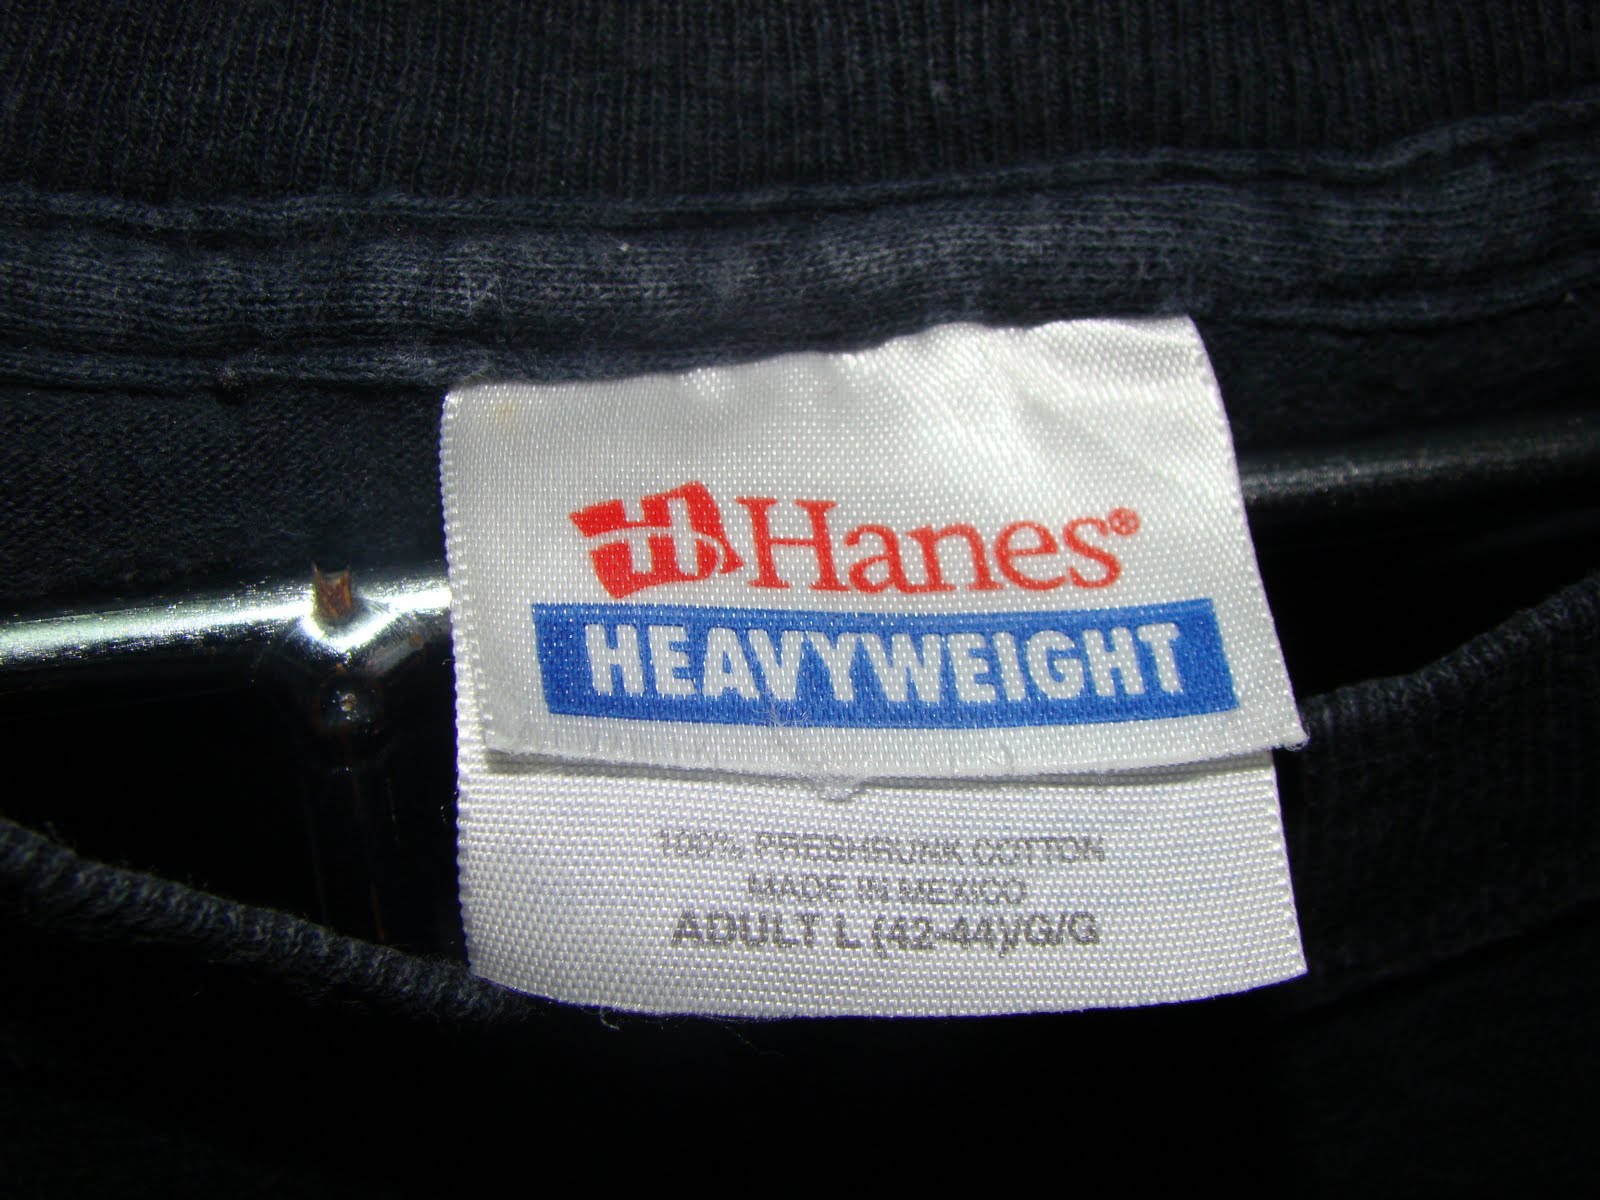 Hanes®
HEAVYWEIGHT
100% PRESHRUNK COTTON
MADE IN MEXICO
ADULT L (42-44)/G/G